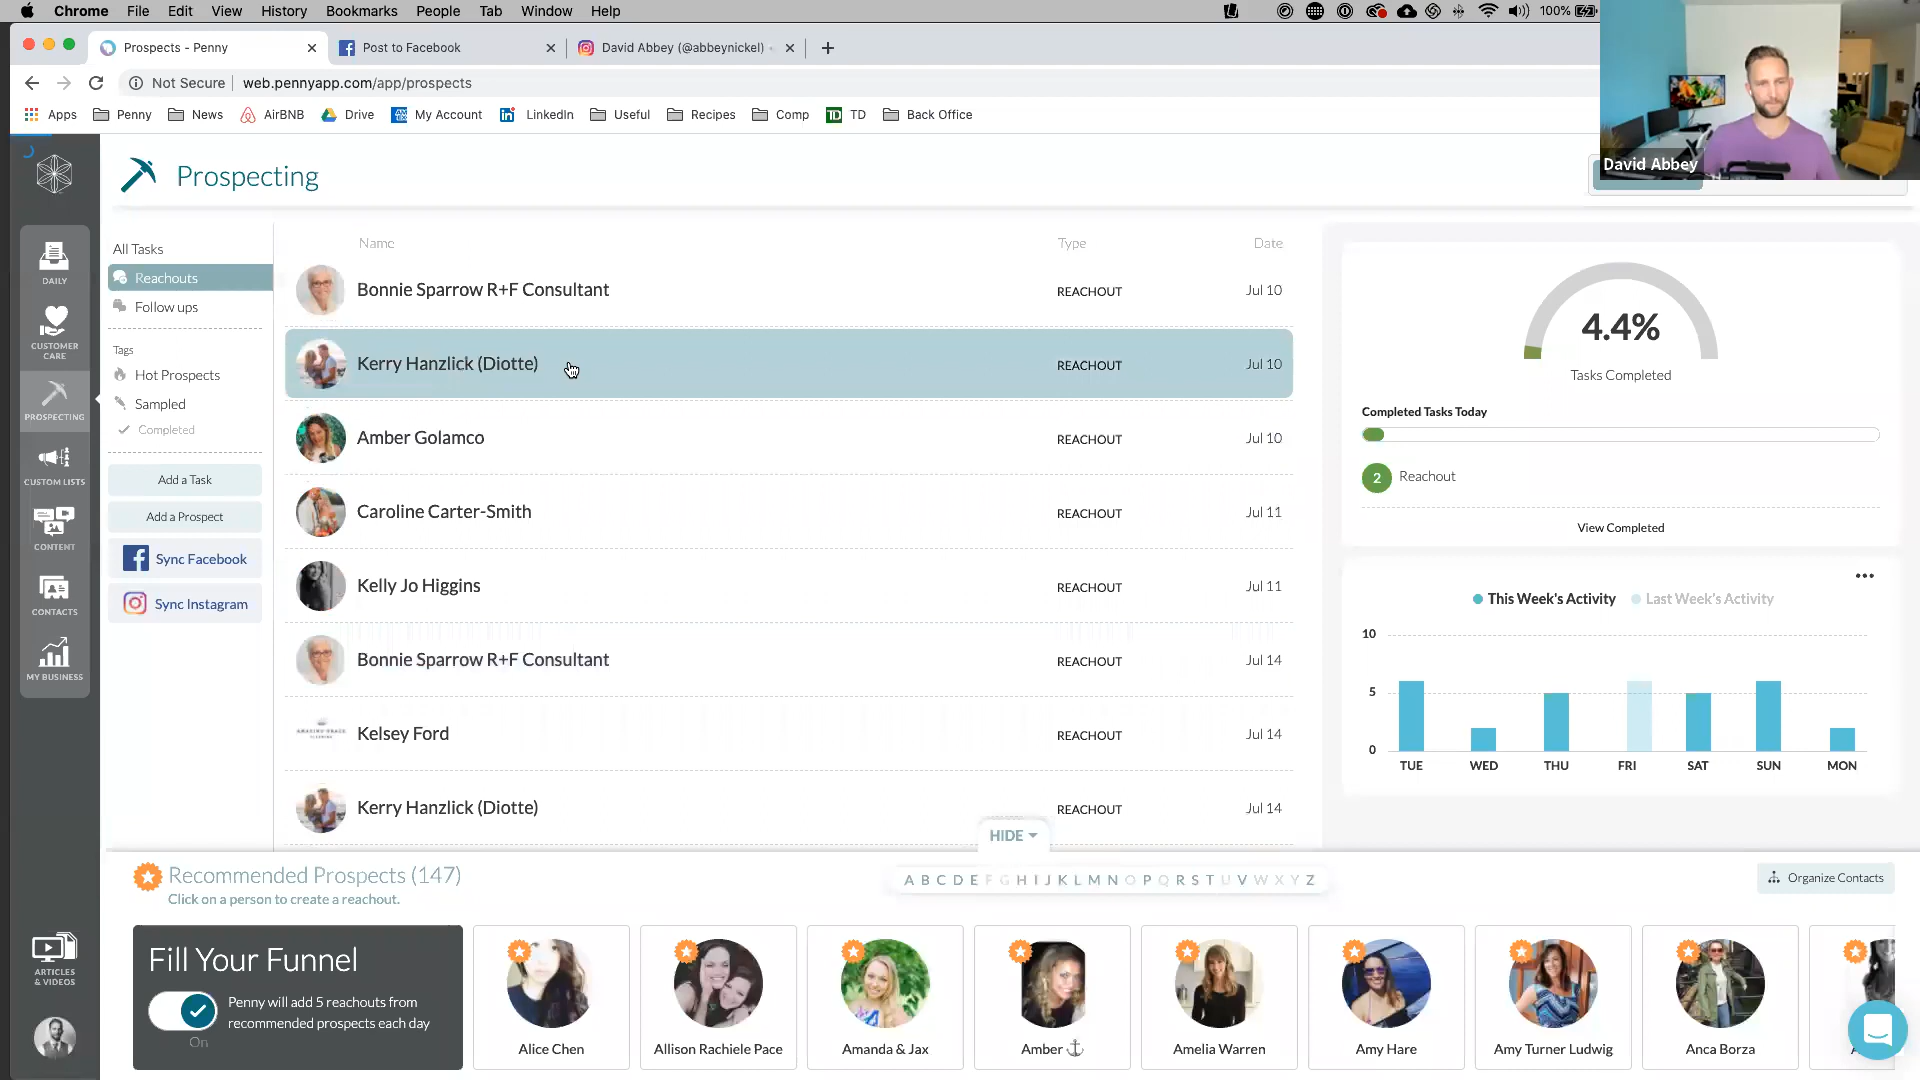 Chrome File Edit View History Bookmarks People Tab Window Help
100%
Prospects - Penny
Post to Facebook
David Abbey (@abbeynickel)
Not Secure web.pennyapp.com/app/prospects
Apps Penny News AirBNB Drive My Account LinkedIn Useful Recipes Comp TD Back Office
David Abbey
Prospecting
DAILY
CUSTOMER CARE
PROSPECTING
CUSTOM LISTS
CONTENT
CONTACTS
MY BUSINESS
ARTICLES & VIDEOS
All Tasks
Reachouts
Follow ups
Tags
Hot Prospects
Sampled
Completed
Add a Task
Add a Prospect
Sync Facebook
Sync Instagram
Name Type Date
Bonnie Sparrow R+F Consultant REACHOUT Jul 10
Kerry Hanzlick (Diotte) REACHOUT Jul 10
Amber Golamco REACHOUT Jul 10
Caroline Carter-Smith REACHOUT Jul 11
Kelly Jo Higgins REACHOUT Jul 11
Bonnie Sparrow R+F Consultant REACHOUT Jul 14
Kelsey Ford REACHOUT Jul 14
Kerry Hanzlick (Diotte) REACHOUT Jul 14
4.4%
Tasks Completed
Completed Tasks Today
2 Reachout
View Completed
This Week's Activity Last Week's Activity
10
5
0
TUE WED THU FRI SAT SUN MON
HIDE
Recommended Prospects (147)
Click on a person to create a reachout.
A B C D E F G H I J K L M N O P Q R S T U V W X Y Z
Organize Contacts
Fill Your Funnel
Penny will add 5 reachouts from
recommended prospects each day
On
Alice Chen
Allison Rachiele Pace
Amanda & Jax
Amber
Amelia Warren
Amy Hare
Amy Turner Ludwig
Anca Borza